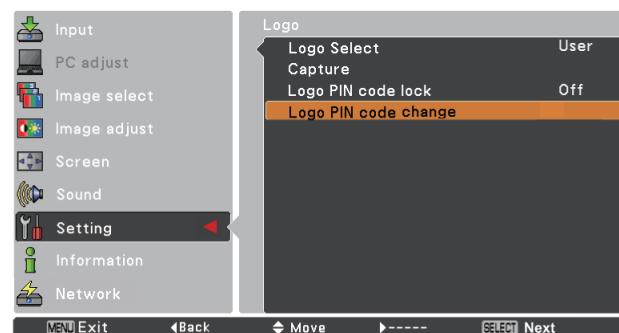 Input
PC adjust
Image select
Image adjust
Screen
Sound
Setting
Information
Network
Logo
Logo Select User
Capture
Logo PIN code lock Off
Logo PIN code change
MENU Exit Back Move ----- SELECT Next